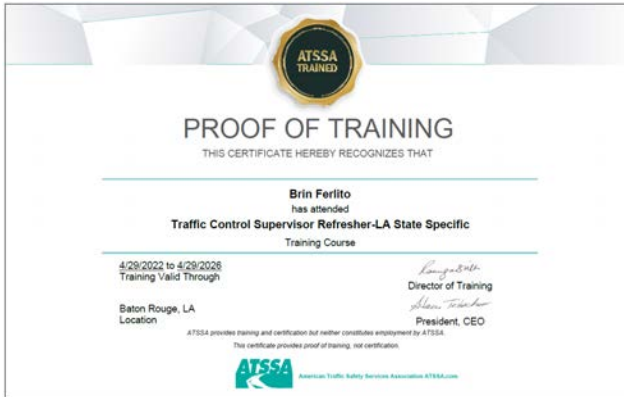 ATSSA
TRAINED
PROOF OF TRAINING
THIS CERTIFICATE HEREBY RECOGNIZES THAT
Brin Ferlito
has attended
Traffic Control Supervisor Refresher-LA State Specific
Training Course
4/29/2022 to 4/29/2026
Training Valid Through
Director of Training
Baton Rouge, LA
Location
President, CEO
ATSSA provides training and certification but neither constitutes employment by ATSSA.
This certificate provides proof of training, not certification.
ATSSA
American Traffic Safety Services Association ATSSA.com